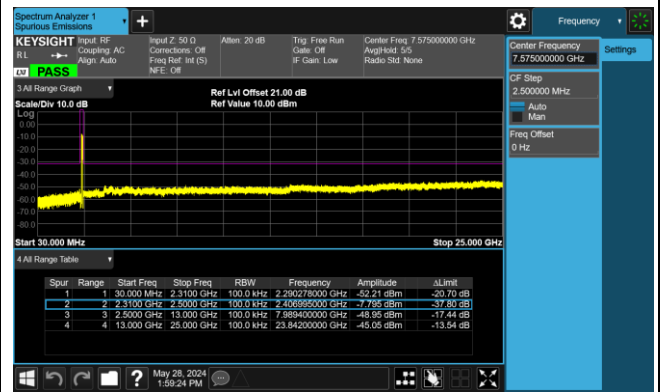 Spectrum Analyzer 1
Spurious Emissions
Frequency
KEYSIGHT Input: RF Input Z: 50 Ω Atten: 20 dB Trig: Free Run Center Freq: 7.575000000 GHz
Coupling: AC Corrections: Off Gate: Off Avg|Hold: 5/5
RL Align: Auto Freq Ref: Int (S) IF Gain: Low Radio Std: None
NFE: Off
LXI PASS
Center Frequency
7.575000000 GHz
Settings
CF Step
2.500000 MHz
Auto
Man
Freq Offset
0 Hz
3 All Range Graph
Ref Lvl Offset 21.00 dB
Scale/Div 10.0 dB Ref Value 10.00 dBm
Log
0.00
-10.0
-20.0
-30.0
-40.0
-50.0
-60.0
-70.0
-80.0
Start 30.000 MHz Stop 25.000 GHz
4 All Range Table
Spur Range Start Freq Stop Freq RBW Frequency Amplitude ΔLimit
1 1 30.000 MHz 2.3100 GHz 100.0 kHz 2.290278000 GHz -52.21 dBm -20.70 dB
2 2 2.3100 GHz 2.5000 GHz 100.0 kHz 2.406995000 GHz -7.795 dBm -37.80 dB
3 3 2.5000 GHz 13.000 GHz 100.0 kHz 7.989400000 GHz -48.95 dBm -17.44 dB
4 4 13.000 GHz 25.000 GHz 100.0 kHz 23.84200000 GHz -45.05 dBm -13.54 dB
May 28, 2024
1:59:24 PM